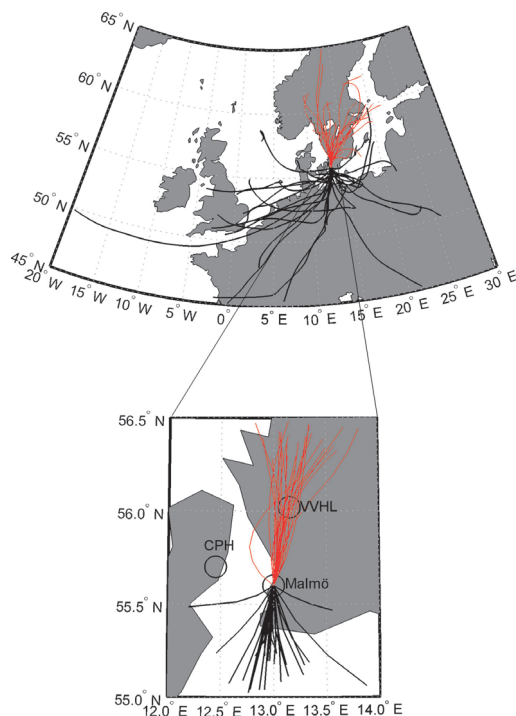 65° N
60° N
55° N
50° N
45° N
20° W
15° W
10° W
5° W
0°
5° E
10° E
15° E
20° E
25° E
30° E
56.5° N
56.0° N
VVHL
CPH
Malmö
55.5° N
55.0° N
12.0° E
12.5° E
13.0° E
13.5° E
14.0° E